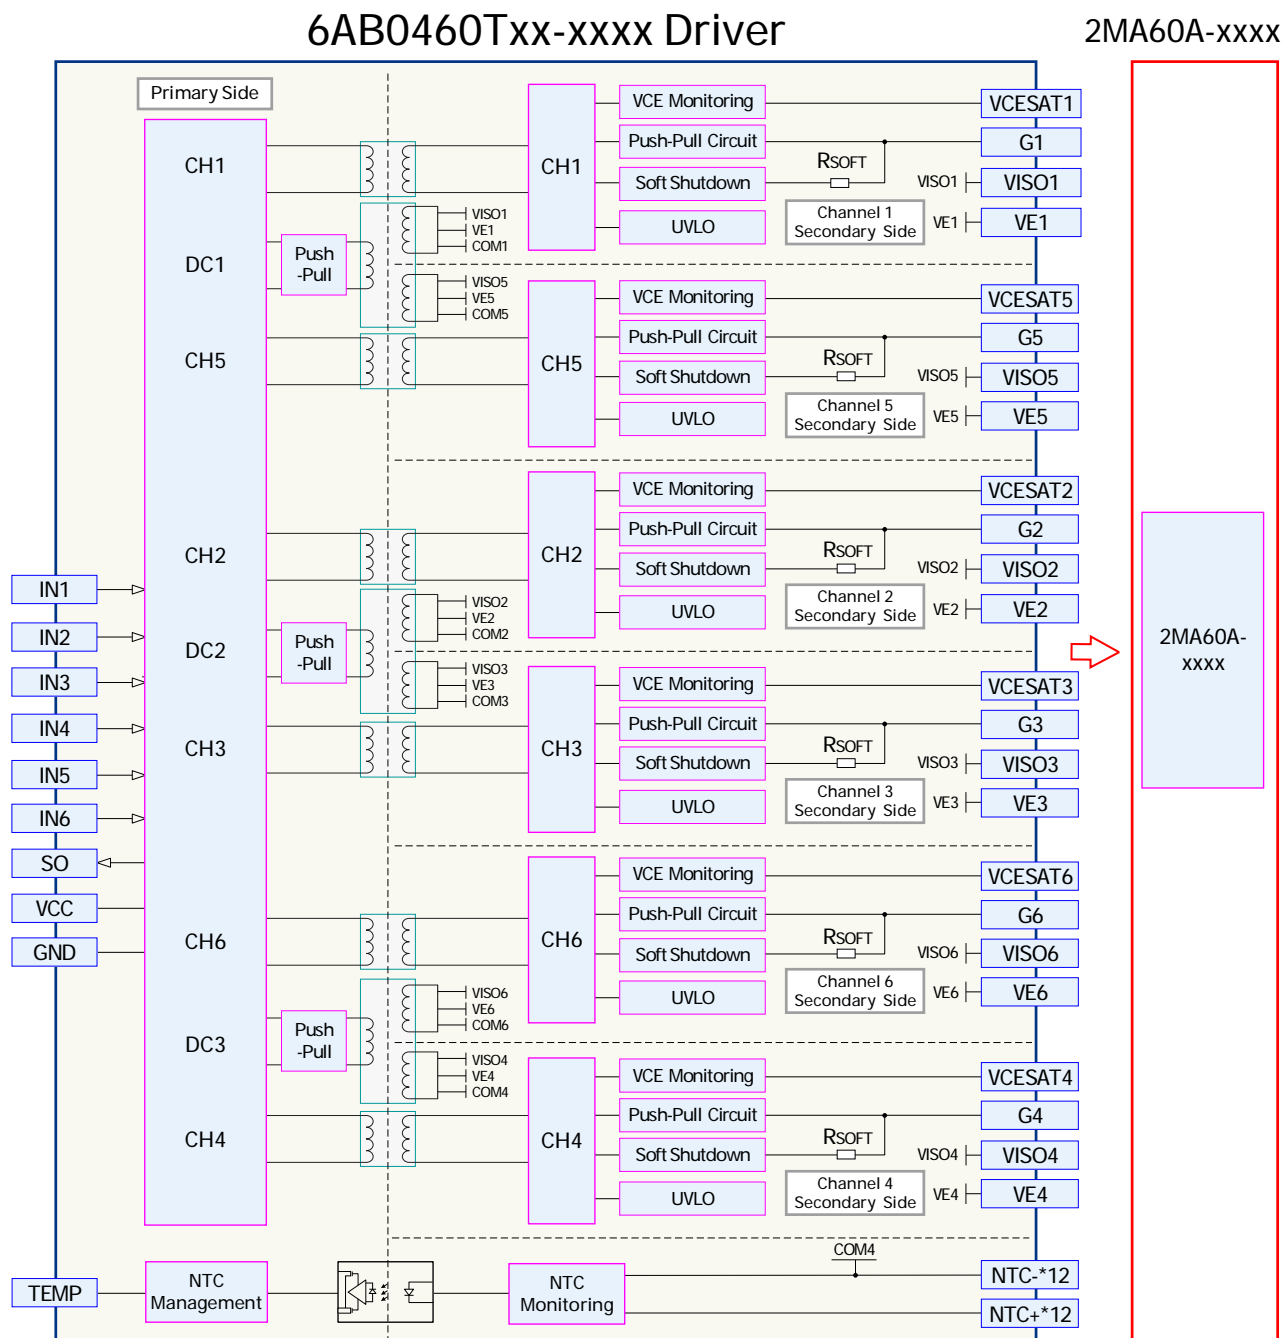 6AB0460Txx-xxxx Driver
2MA60A-xxxx
Primary Side
CH1
DC1
CH5
CH2
DC2
CH3
CH6
DC3
CH4
IN1
IN2
IN3
IN4
IN5
IN6
SO
VCC
GND
TEMP
Push
-Pull
VISO1
VE1
COM1
VISO5
VE5
COM5
CH1
VCE Monitoring
Push-Pull Circuit
Soft Shutdown
UVLO
RSOFT
Channel 1
Secondary Side
VISO1
VE1
VCESAT1
G1
VISO1
VE1
CH5
VCE Monitoring
Push-Pull Circuit
Soft Shutdown
UVLO
RSOFT
Channel 5
Secondary Side
VISO5
VE5
VCESAT5
G5
VISO5
VE5
Push
-Pull
VISO2
VE2
COM2
VISO3
VE3
COM3
CH2
VCE Monitoring
Push-Pull Circuit
Soft Shutdown
UVLO
RSOFT
Channel 2
Secondary Side
VISO2
VE2
VCESAT2
G2
VISO2
VE2
CH3
VCE Monitoring
Push-Pull Circuit
Soft Shutdown
UVLO
RSOFT
Channel 3
Secondary Side
VISO3
VE3
VCESAT3
G3
VISO3
VE3
Push
-Pull
VISO6
VE6
COM6
VISO4
VE4
COM4
CH6
VCE Monitoring
Push-Pull Circuit
Soft Shutdown
UVLO
RSOFT
Channel 6
Secondary Side
VISO6
VE6
VCESAT6
G6
VISO6
VE6
CH4
VCE Monitoring
Push-Pull Circuit
Soft Shutdown
UVLO
RSOFT
Channel 4
Secondary Side
VISO4
VE4
VCESAT4
G4
VISO4
VE4
NTC
Management
NTC
Monitoring
COM4
NTC-*12
NTC+*12
2MA60A-
xxxx